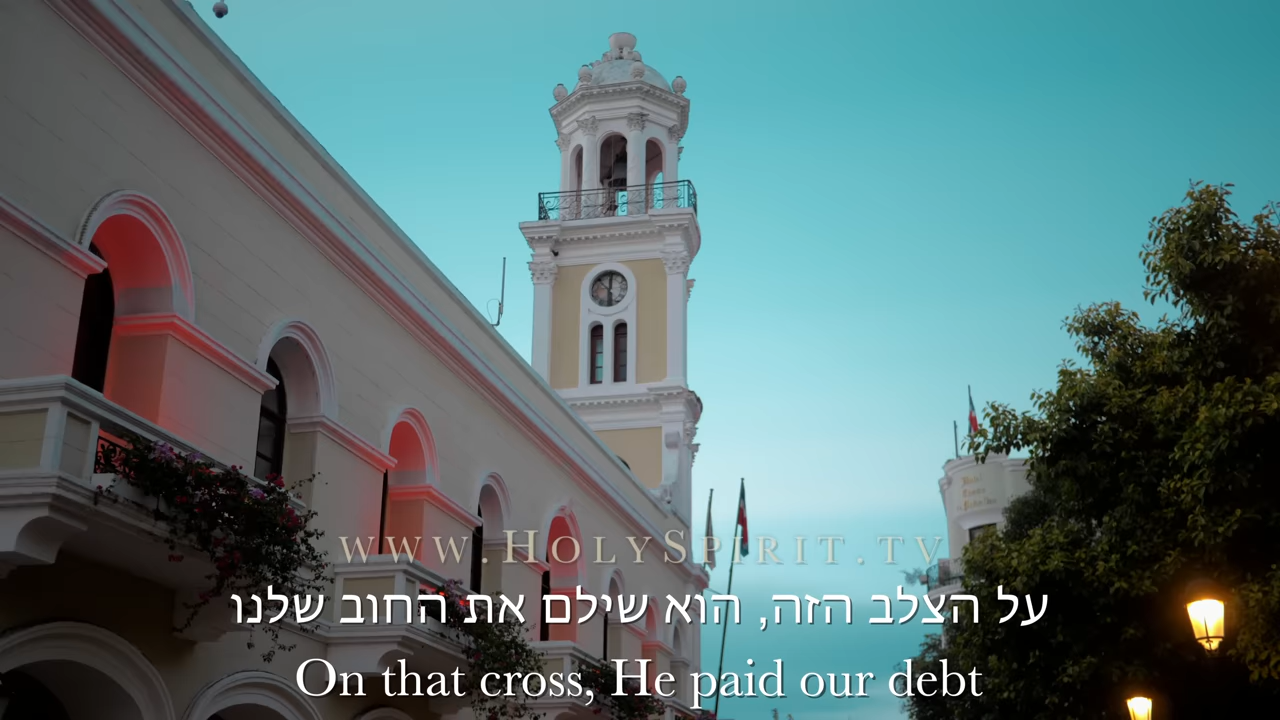 www.HolySpirit.tv
על הצלב הזה, הוא שילם את החוב שלנו
On that cross, He paid our debt